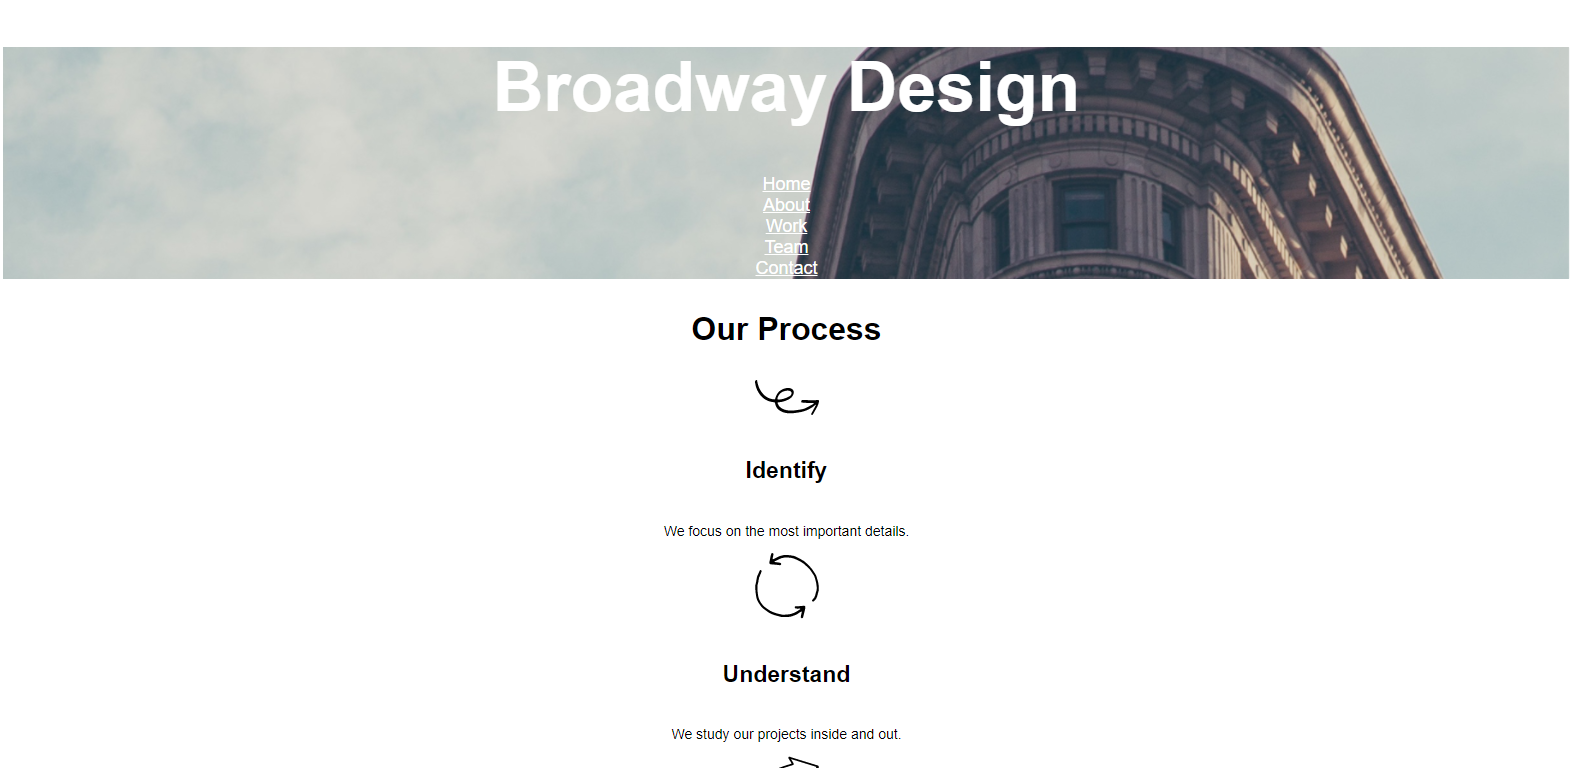 Broadway Design
Home
About
Work
Team
Contact
Our Process
Identify
We focus on the most important details.
Understand
We study our projects inside and out.